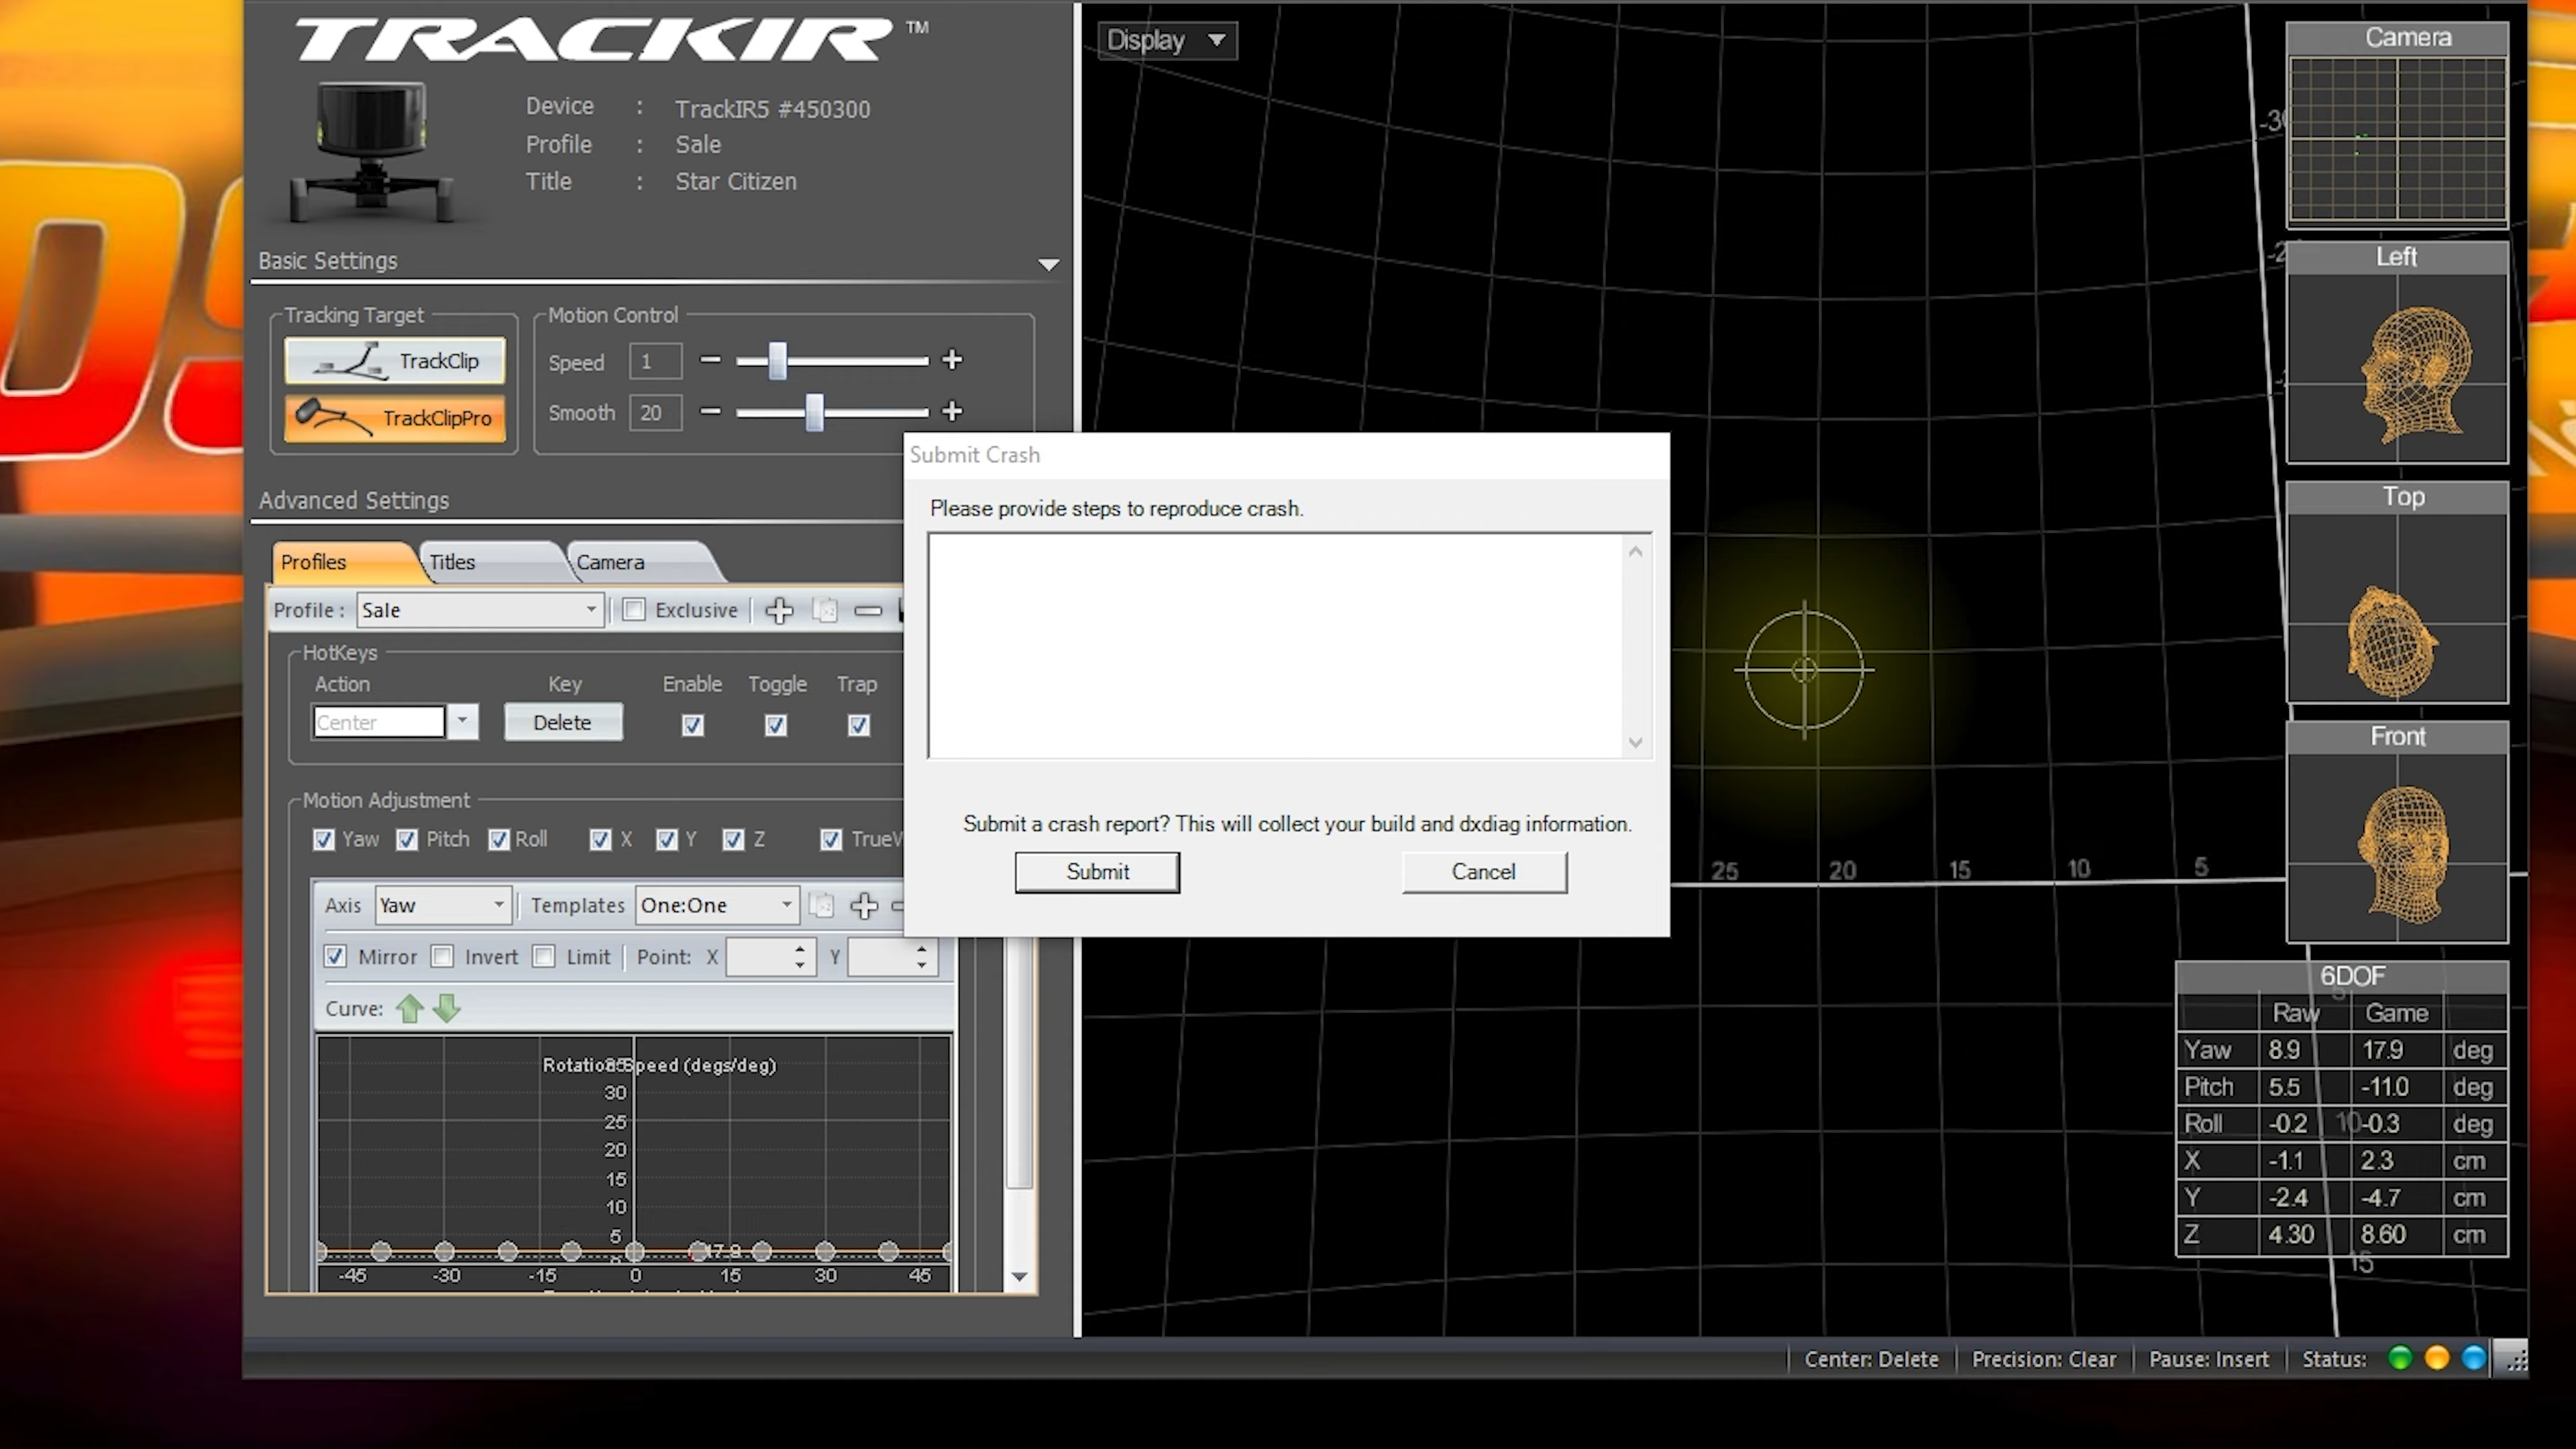 TRACKIR™
Device : TrackIR5 #450300
Profile : Sale
Title : Star Citizen
Basic Settings
Tracking Target
TrackClip
TrackClipPro
Motion Control
Speed 1 − +
Smooth 20 − +
Advanced Settings
Profiles Titles Camera
Profile : Sale Exclusive
HotKeys
Action Key Enable Toggle Trap
Center Delete
Motion Adjustment
Yaw Pitch Roll X Y Z
Axis Yaw Templates One:One
Mirror Invert Limit Point: X Y
Curve:
Rotation Speed (degs/deg)
35
30
25
20
15
10
5
0
17.9
-45 -30 -15 0 15 30 45
Submit Crash
Please provide steps to reproduce crash.
Submit a crash report? This will collect your build and dxdiag information.
Submit Cancel
Display
25 20 15 10 5
5
10
15
Camera
Left
Top
Front
6DOF
Raw Game
Yaw 8.9 17.9 deg
Pitch 5.5 -11.0 deg
Roll -0.2 -0.3 deg
X -1.1 2.3 cm
Y -2.4 -4.7 cm
Z 4.30 8.60 cm
Center: Delete Precision: Clear Pause: Insert Status: